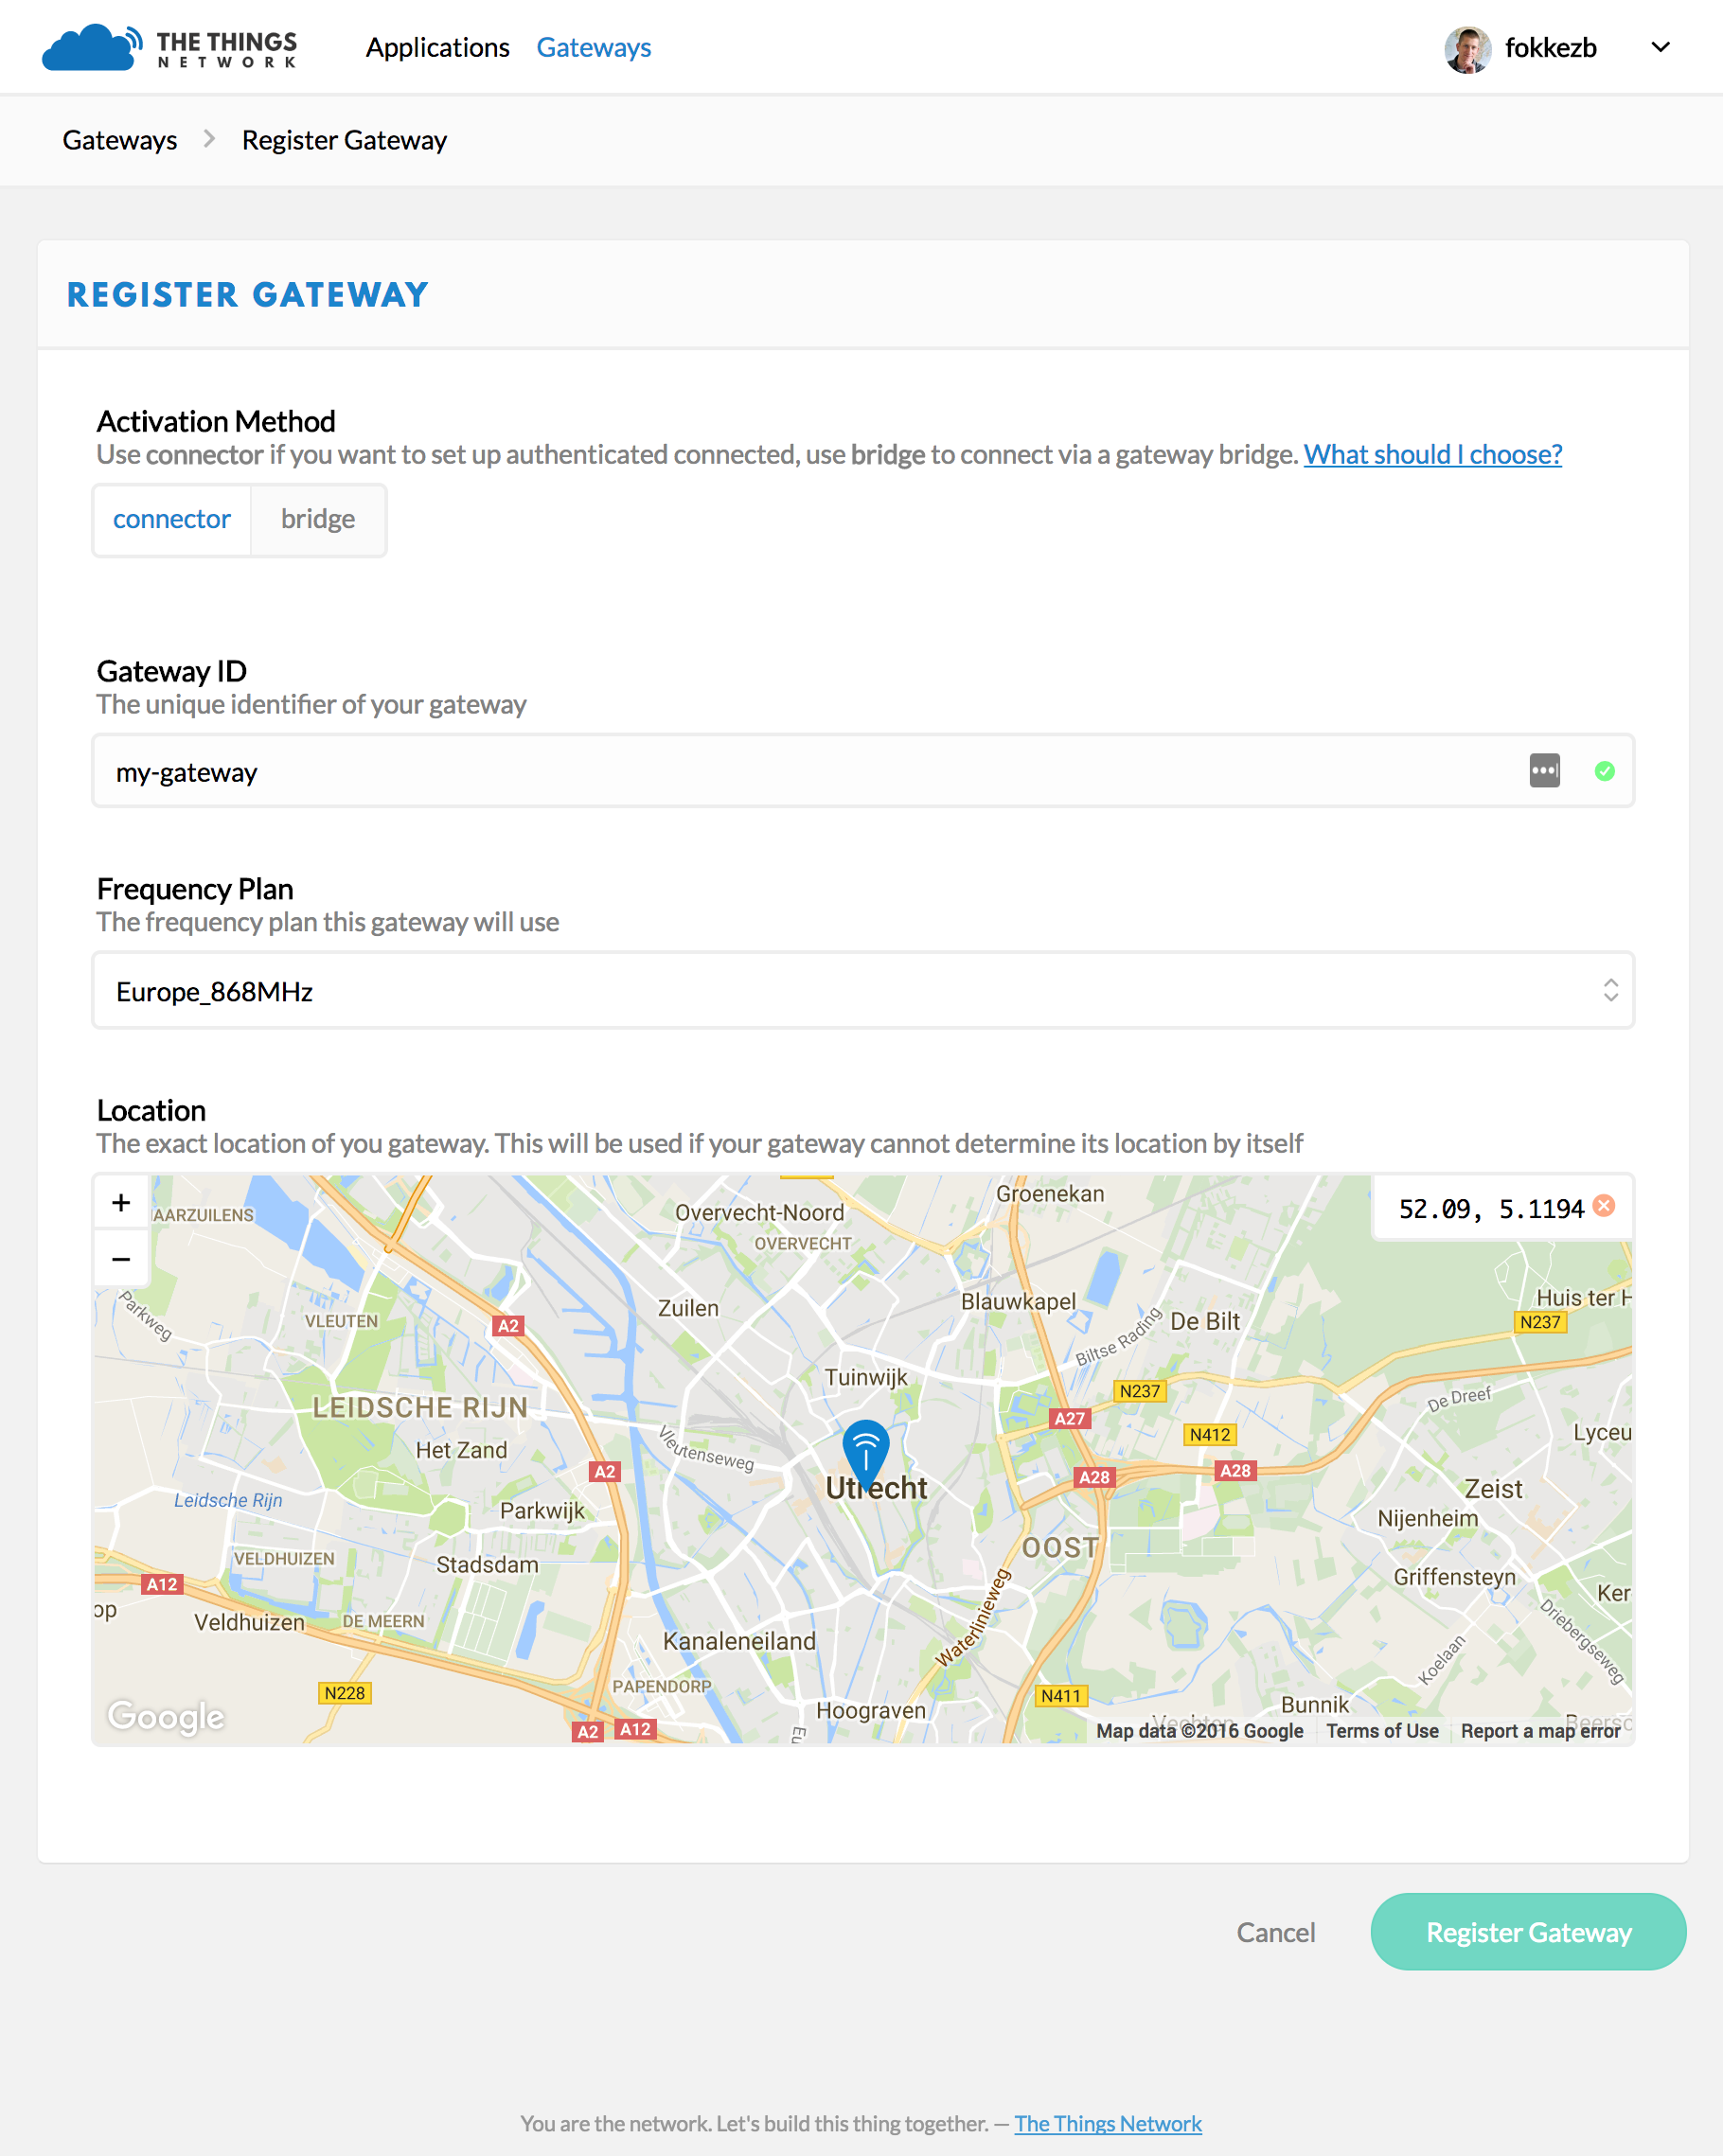 THE THINGS
NETWORK
Applications
Gateways
fokkezb
Gateways
Register Gateway
REGISTER GATEWAY
Activation Method
Use connector if you want to set up authenticated connected, use bridge to connect via a gateway bridge. What should I choose?
connector
bridge
Gateway ID
The unique identifier of your gateway
my-gateway
Frequency Plan
The frequency plan this gateway will use
Europe_868MHz
Location
The exact location of you gateway. This will be used if your gateway cannot determine its location by itself
+
−
52.09, 5.1194
Groenekan
AARZUILENS
Overvecht-Noord
OVERVECHT
Parkweg
Zuilen
Blauwkapel
Huis ter H
VLEUTEN
A2
De Bilt
N237
Biltse Rading
Tuinwijk
N237
De Dreef
LEIDSCHE RIJN
A27
N412
Lyceu
Het Zand
Vleutenseweg
A2
A28
A28
Utrecht
Zeist
Leidsche Rijn
Parkwijk
Nijenheim
OOST
VELDHUIZEN
Stadsdam
A12
Griffensteyn
op
Ker
Veldhuizen
DE MEERN
Waterlinieweg
Driebergseweg
Kanaleneiland
Koelaan
PAPENDORP
N228
N411
Bunnik
Hoograven
Google
A2
A12
Eu
Vechten
Beersc
Map data ©2016 Google
Terms of Use
Report a map error
Cancel
Register Gateway
You are the network. Let's build this thing together. — The Things Network